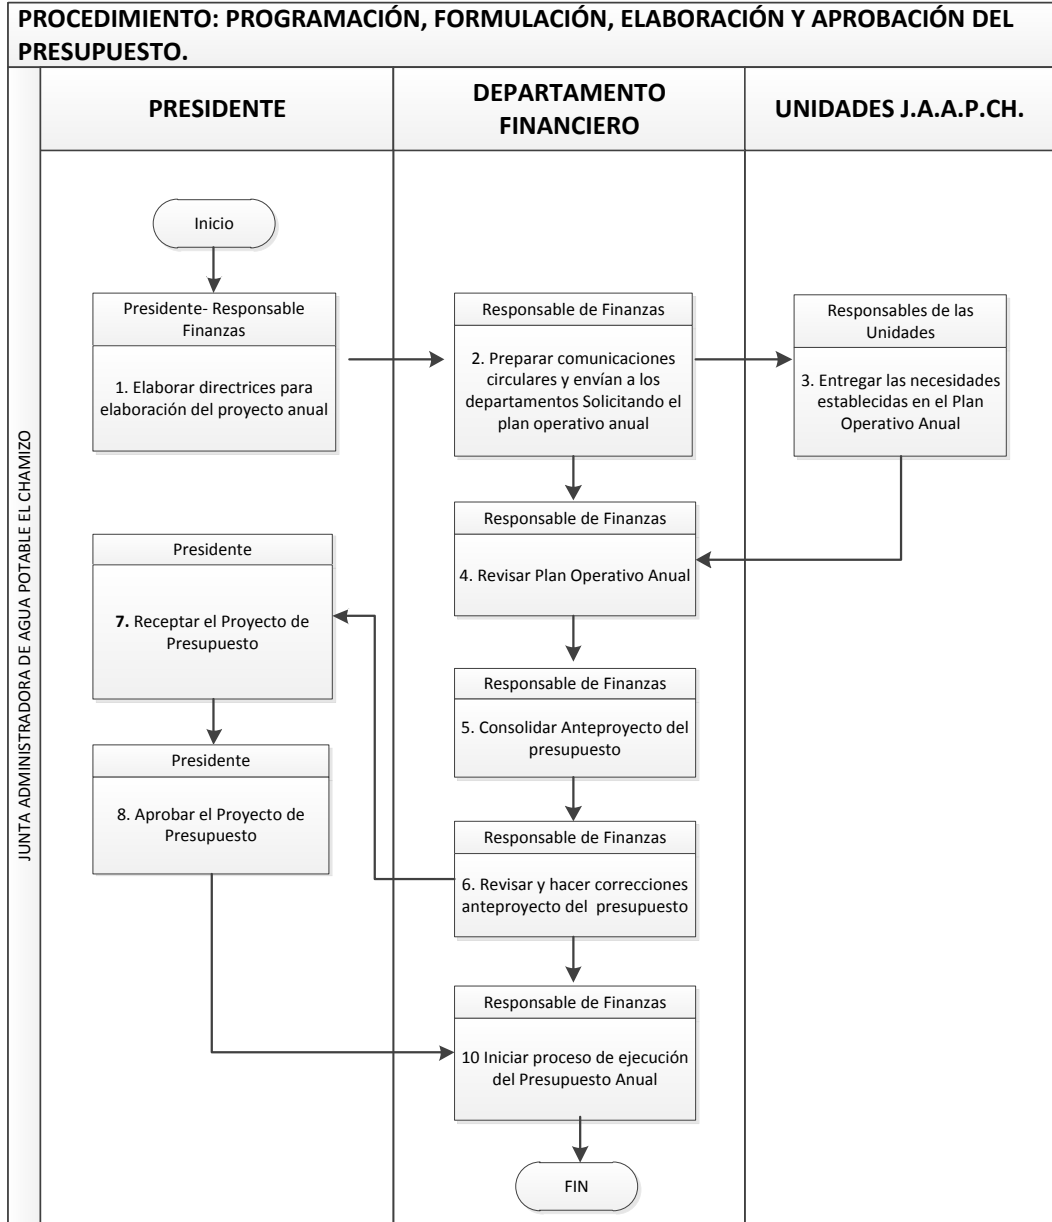 PROCEDIMIENTO: PROGRAMACIÓN, FORMULACIÓN, ELABORACIÓN Y APROBACIÓN DEL
PRESUPUESTO.
JUNTA ADMINISTRADORA DE AGUA POTABLE EL CHAMIZO
PRESIDENTE
DEPARTAMENTO
FINANCIERO
UNIDADES J.A.A.P.CH.
Inicio
Presidente- Responsable
Finanzas
1. Elaborar directrices para
elaboración del proyecto anual
Responsable de Finanzas
2. Preparar comunicaciones
circulares y envían a los
departamentos Solicitando el
plan operativo anual
Responsables de las
Unidades
3. Entregar las necesidades
establecidas en el Plan
Operativo Anual
Responsable de Finanzas
4. Revisar Plan Operativo Anual
Responsable de Finanzas
5. Consolidar Anteproyecto del
presupuesto
Responsable de Finanzas
6. Revisar y hacer correcciones
anteproyecto del presupuesto
Presidente
7. Receptar el Proyecto de
Presupuesto
Presidente
8. Aprobar el Proyecto de
Presupuesto
Responsable de Finanzas
10 Iniciar proceso de ejecución
del Presupuesto Anual
FIN